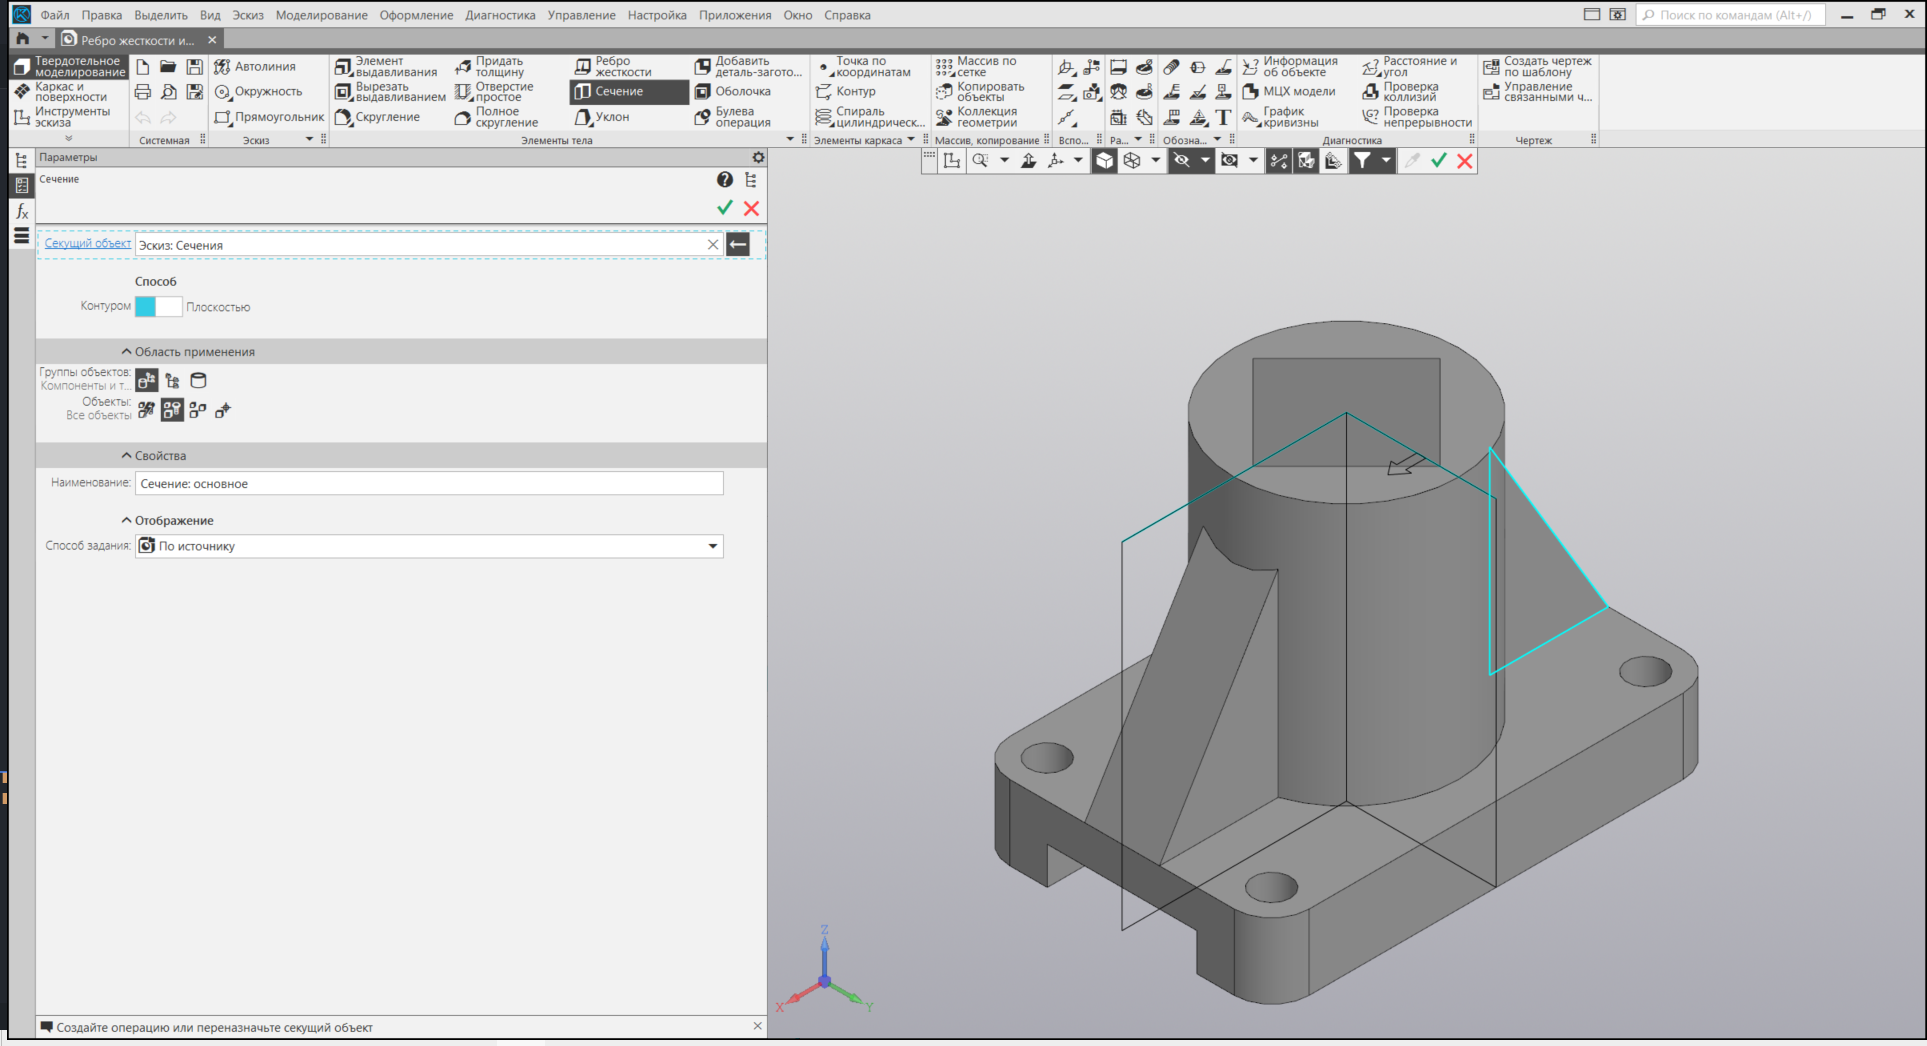 Файл Правка Выделить Вид Эскиз Моделирование Оформление Диагностика Управление Настройка Приложения Окно Справка
Поиск по командам (Alt+/)
Ребро жесткости и...
Твердотельное моделирование
Каркас и поверхности
Инструменты эскиза
Системная
Автолиния
Окружность
Прямоугольник
Эскиз
Элемент выдавливания
Вырезать выдавливанием
Скругление
Придать толщину
Отверстие простое
Полное скругление
Ребро жесткости
Сечение
Уклон
Добавить деталь-загото...
Оболочка
Булева операция
Элементы тела
Точка по координатам
Контур
Спираль цилиндрическ...
Элементы каркаса
Массив по сетке
Копировать объекты
Коллекция геометрии
Массив, копирование
Вспо...
Ра...
T
Обозна...
Информация об объекте
МЦХ модели
График кривизны
Расстояние и угол
Проверка коллизий
Проверка непрерывности
Диагностика
Создать чертеж по шаблону
Управление связанными ч...
Чертеж
Параметры
Сечение
fx
Секущий объект
Эскиз: Сечения
Способ
Контуром
Плоскостью
Область применения
Группы объектов:
Компоненты и т...
Объекты:
Все объекты
Свойства
Наименование:
Сечение: основное
Отображение
Способ задания:
По источнику
Z
X
Y
Создайте операцию или переназначьте секущий объект